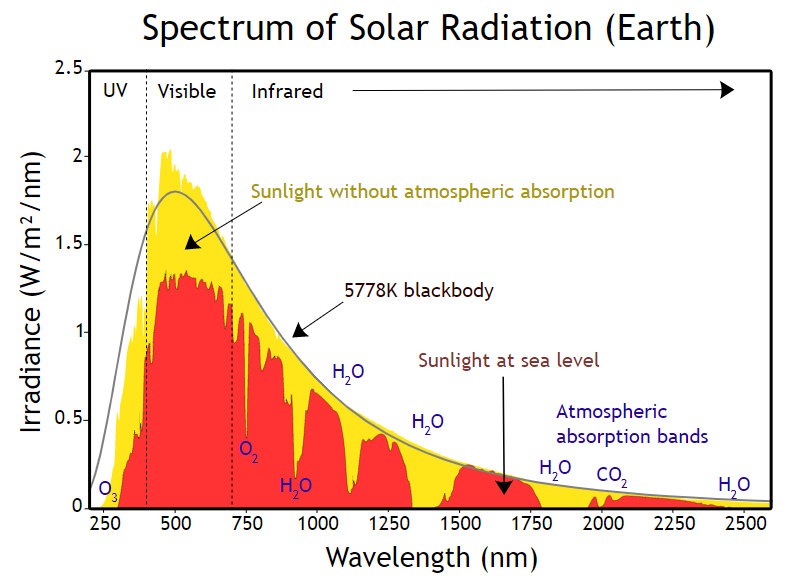 Spectrum of Solar Radiation (Earth)
2.5
UV Visible Infrared
2
Sunlight without atmospheric absorption
1.5
5778K blackbody
1
Sunlight at sea level
H₂O
H₂O
Atmospheric
absorption bands
0.5
O₂
H₂O CO₂
H₂O
H₂O
O₃
0
250 500 750 1000 1250 1500 1750 2000 2250 2500
Wavelength (nm)
Irradiance (W/m²/nm)